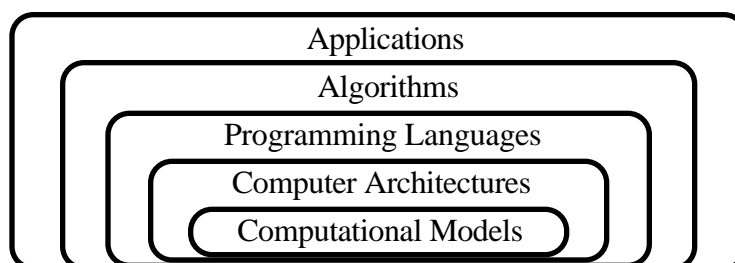 Applications
Algorithms
Programming Languages
Computer Architectures
Computational Models